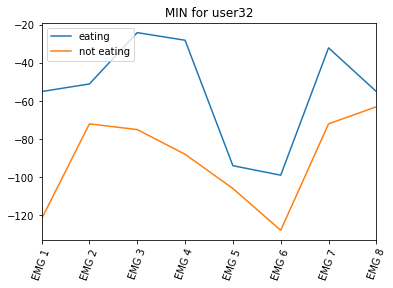 MIN for user32
eating
not eating
−20
−40
−60
−80
−100
−120
EMG 1
EMG 2
EMG 3
EMG 4
EMG 5
EMG 6
EMG 7
EMG 8